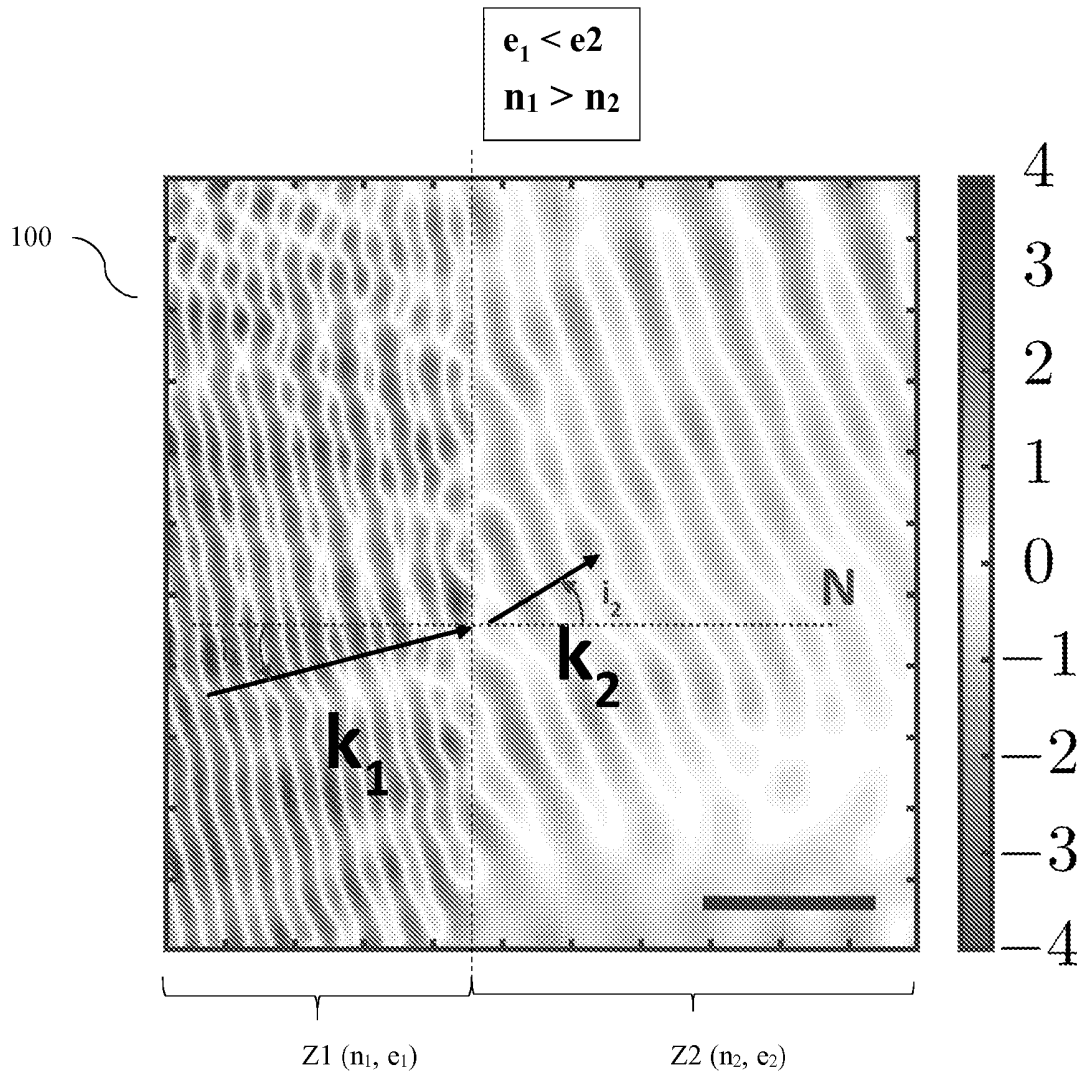 e₁ < e2
n₁ > n₂
100
4
3
2
1
0
−1
−2
−3
−4
N
i₂
k₂
k₁
Z1 (n₁, e₁)
Z2 (n₂, e₂)